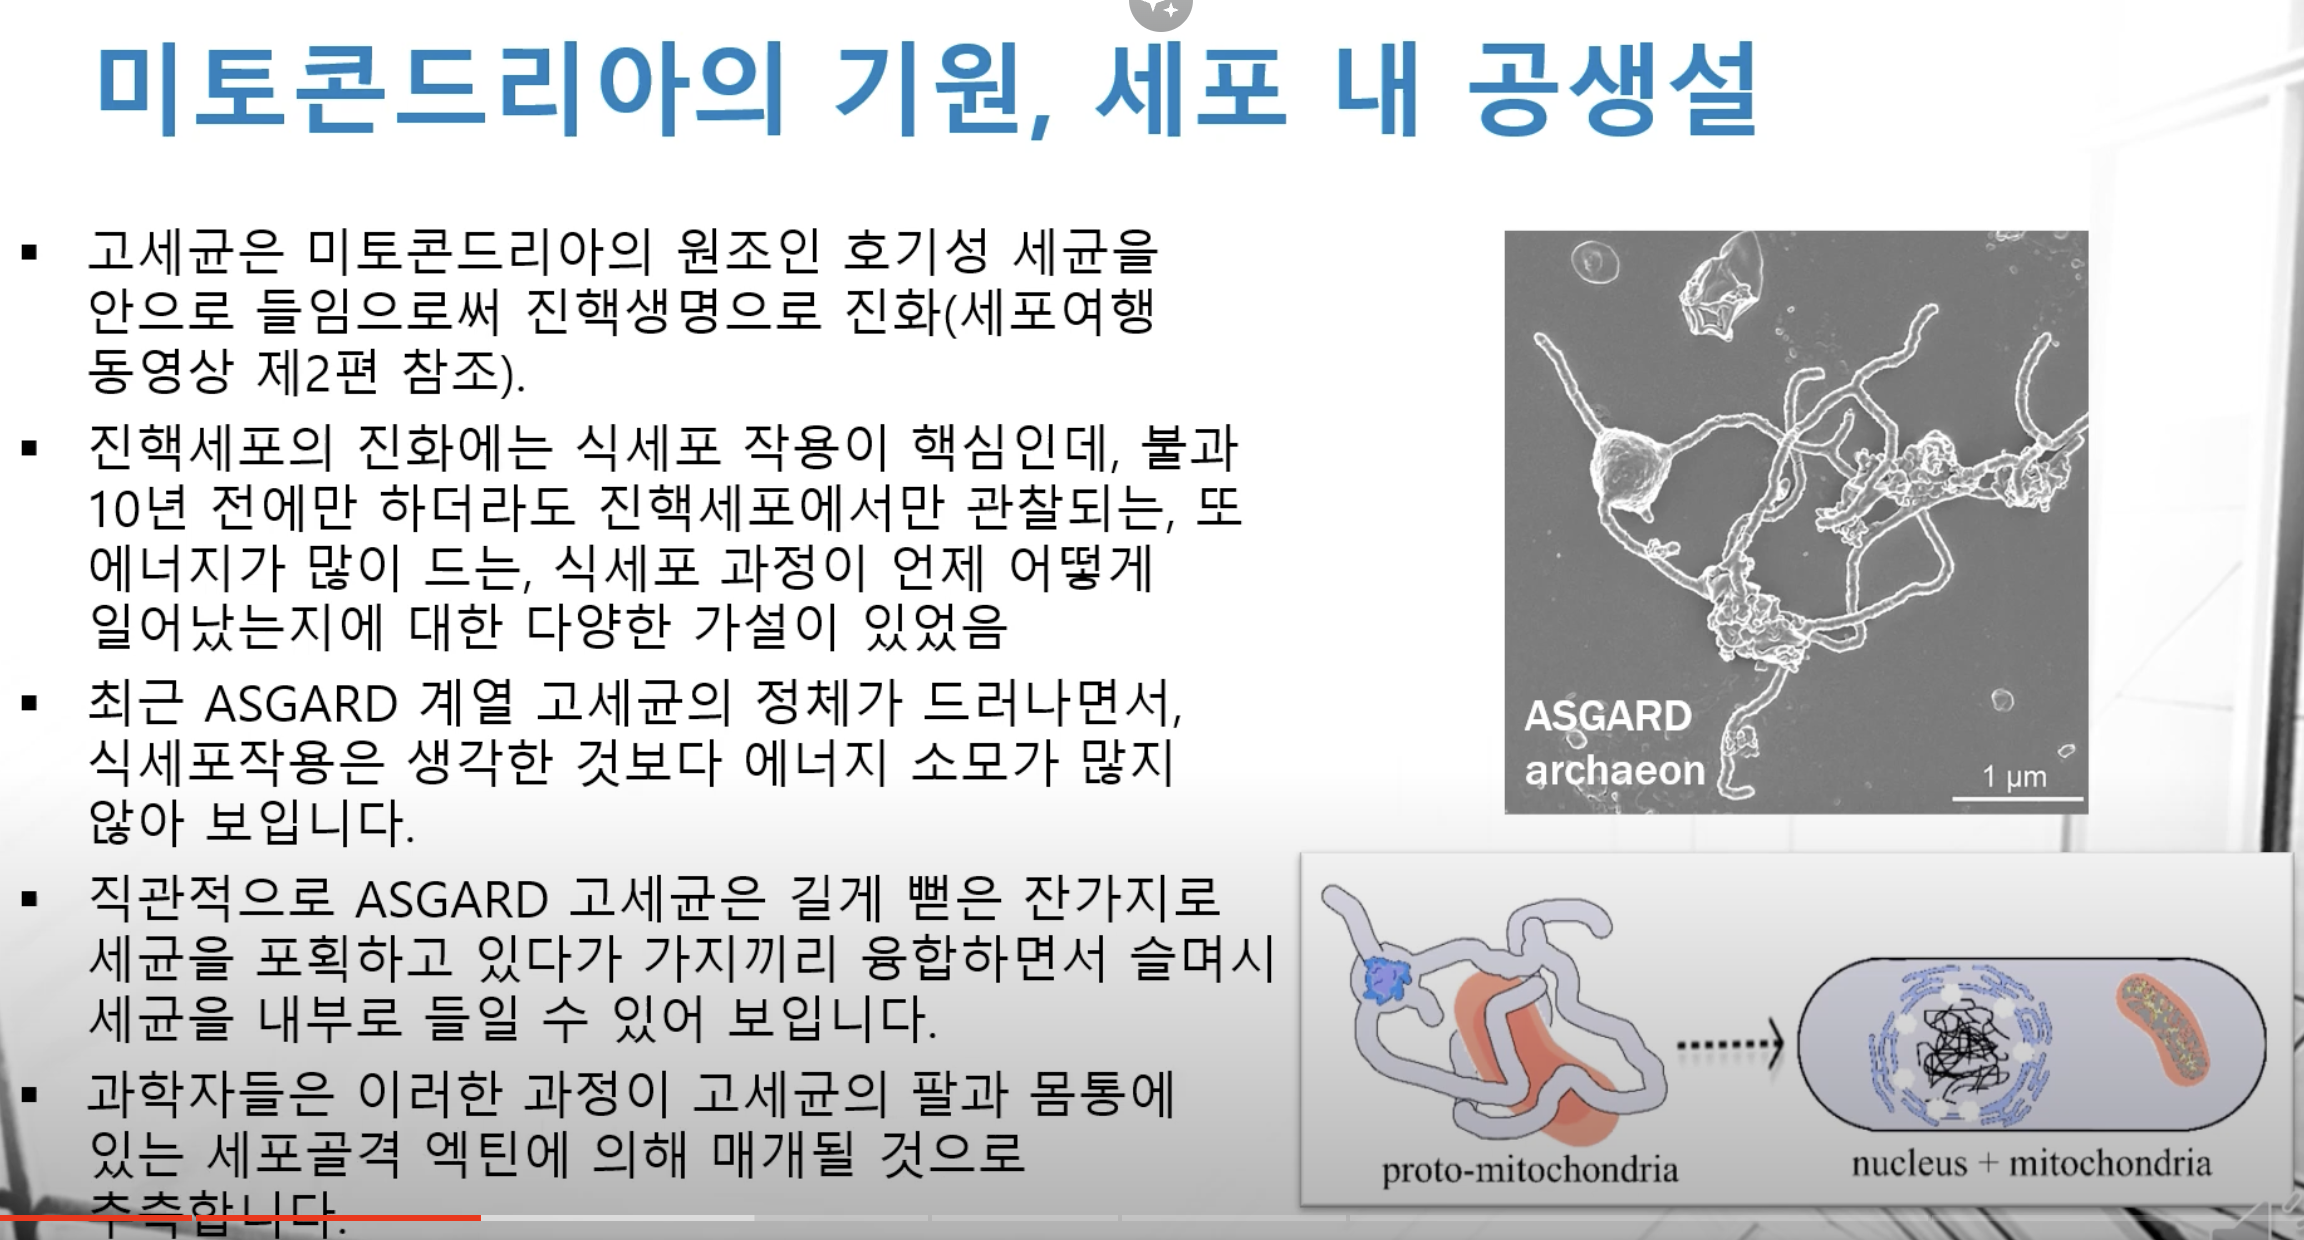 미토콘드리아의 기원, 세포 내 공생설
▪ 고세균은 미토콘드리아의 원조인 호기성 세균을
안으로 들임으로써 진핵생명으로 진화(세포여행
동영상 제2편 참조).
▪ 진핵세포의 진화에는 식세포 작용이 핵심인데, 불과
10년 전에만 하더라도 진핵세포에서만 관찰되는, 또
에너지가 많이 드는, 식세포 과정이 언제 어떻게
일어났는지에 대한 다양한 가설이 있었음
▪ 최근 ASGARD 계열 고세균의 정체가 드러나면서,
식세포작용은 생각한 것보다 에너지 소모가 많지
않아 보입니다.
▪ 직관적으로 ASGARD 고세균은 길게 뻗은 잔가지로
세균을 포획하고 있다가 가지끼리 융합하면서 슬며시
세균을 내부로 들일 수 있어 보입니다.
▪ 과학자들은 이러한 과정이 고세균의 팔과 몸통에
있는 세포골격 엑틴에 의해 매개될 것으로
추측합니다.
ASGARD
archaeon
1 μm
proto-mitochondria
nucleus + mitochondria